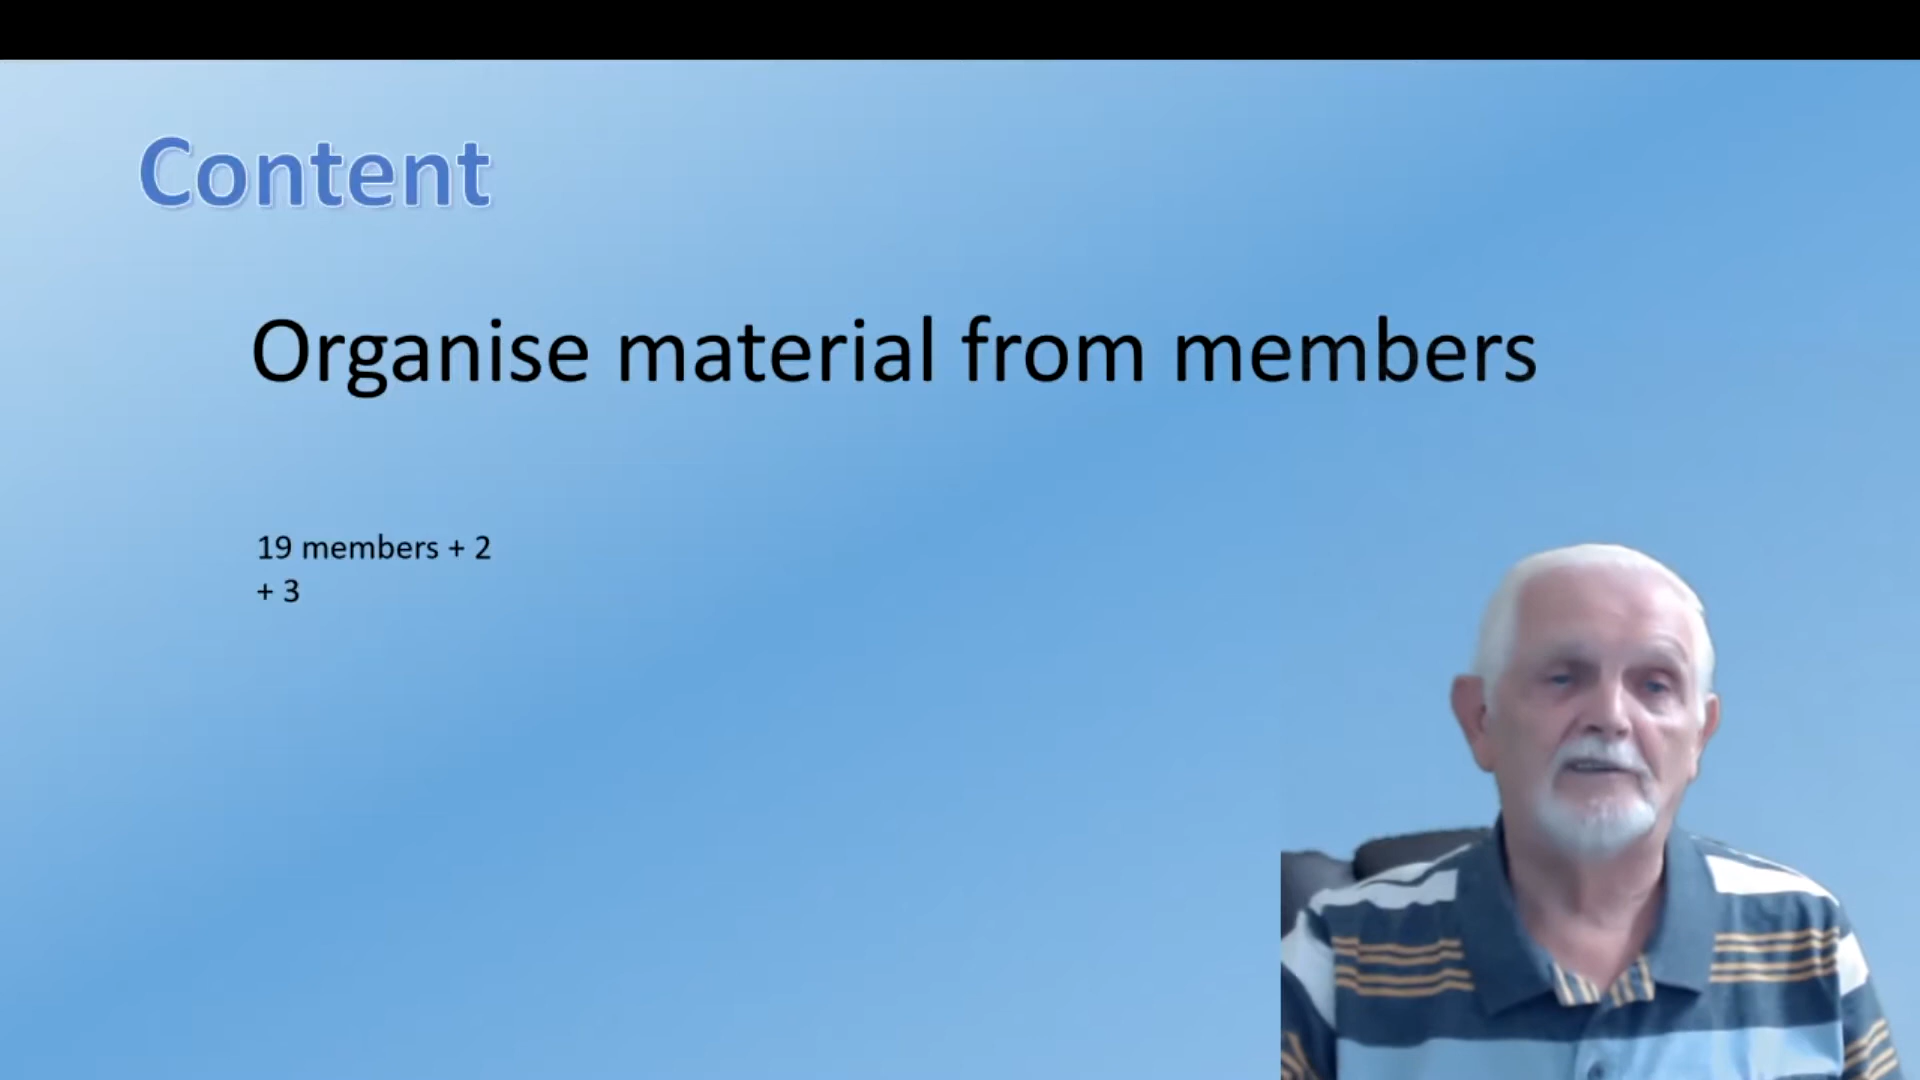 Content
Organise material from members
19 members + 2
+ 3